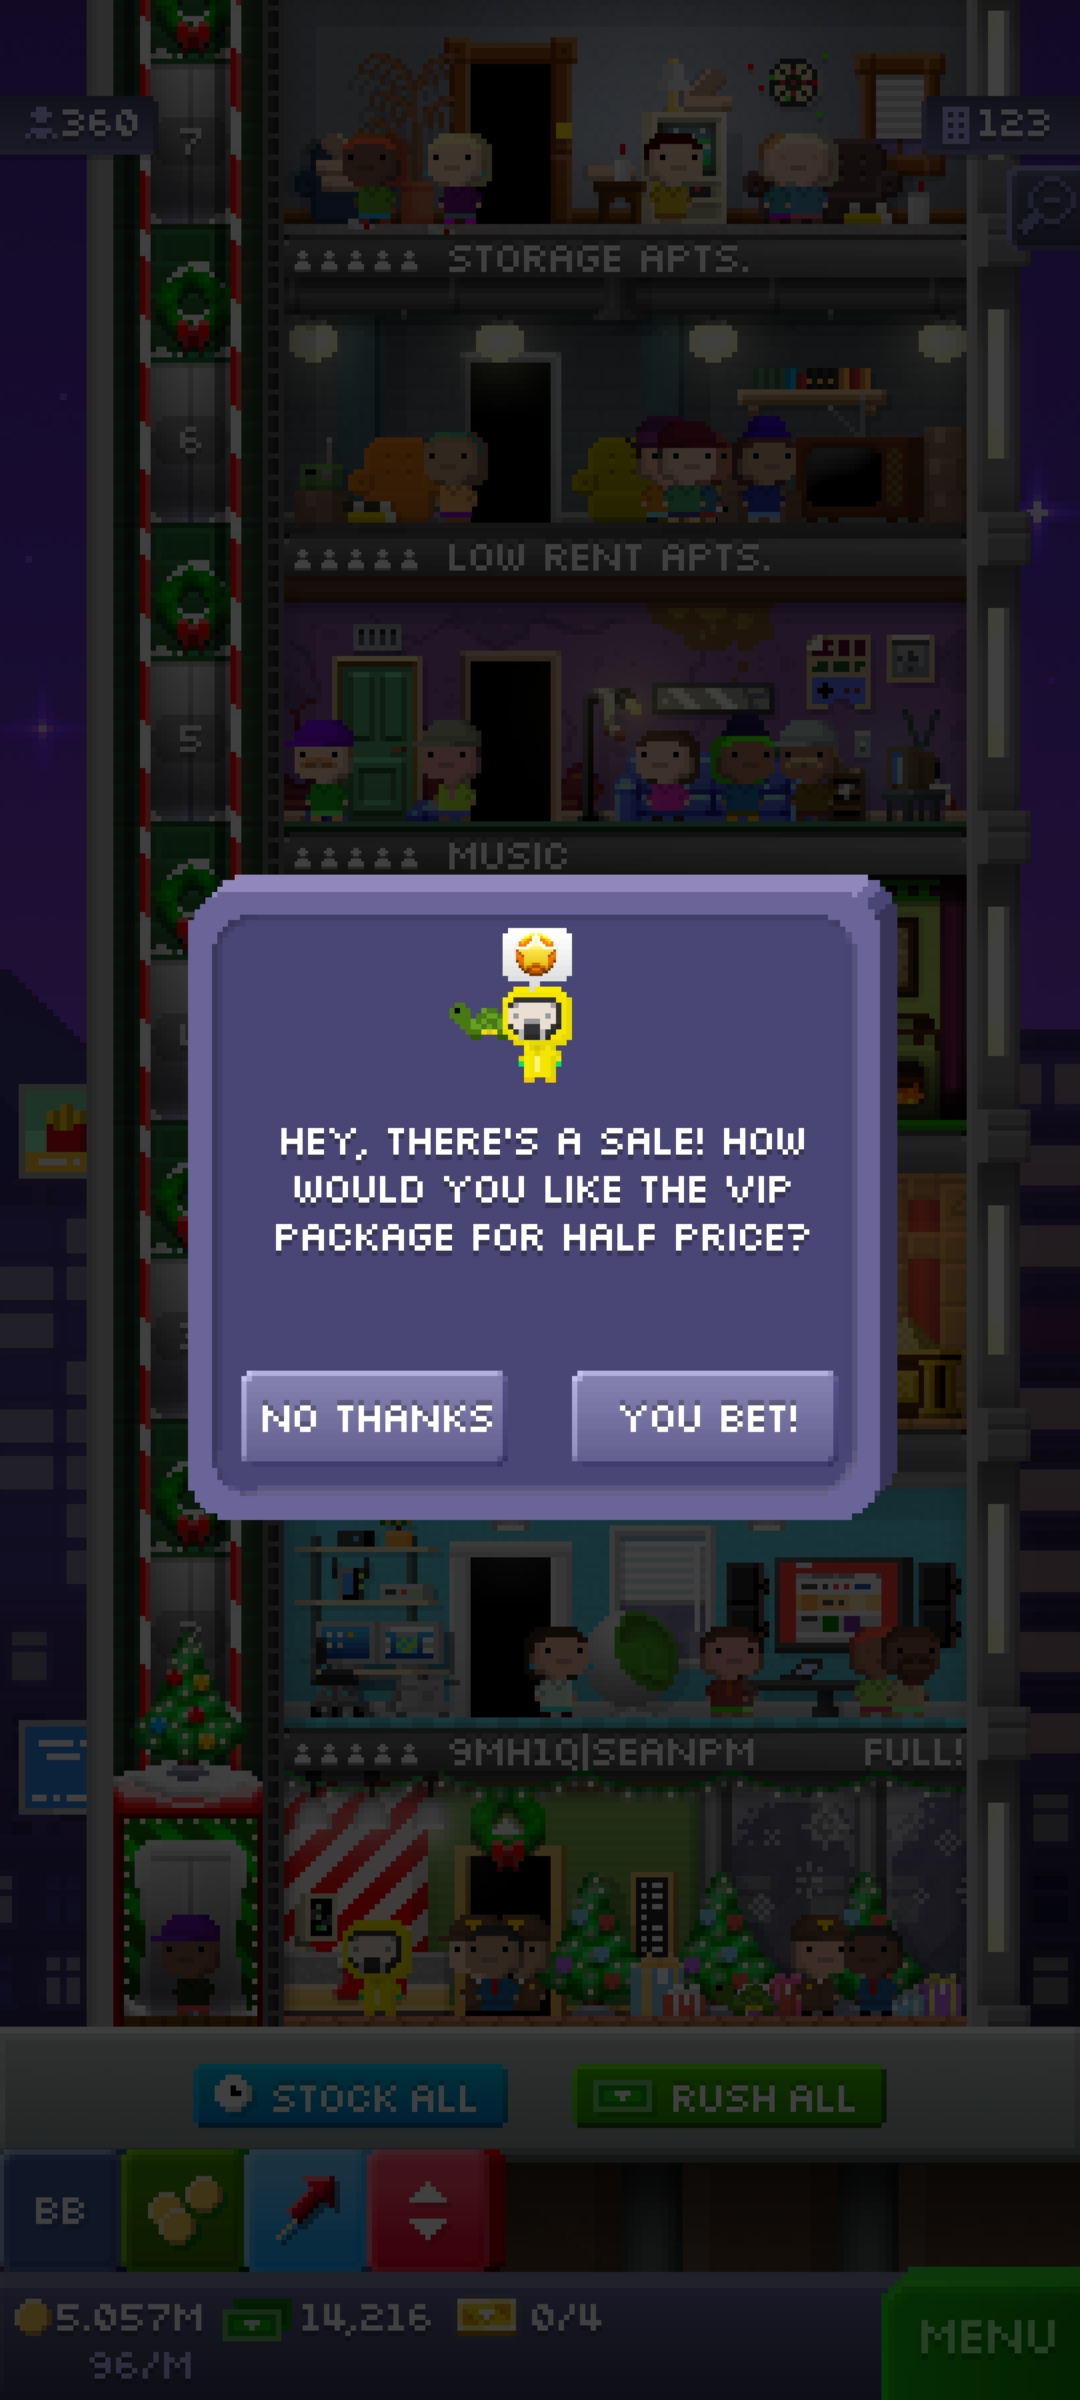 7
360
123
STORAGE APTS.
6
LOW RENT APTS.
5
MUSIC
HEY, THERE'S A SALE! HOW
WOULD YOU LIKE THE VIP
PACKAGE FOR HALF PRICE?
NO THANKS
YOU BET!
9MH1Q|SEANPM
FULL!
STOCK ALL
RUSH ALL
BB
5.057M
14,216
0/4
96/M
MENU